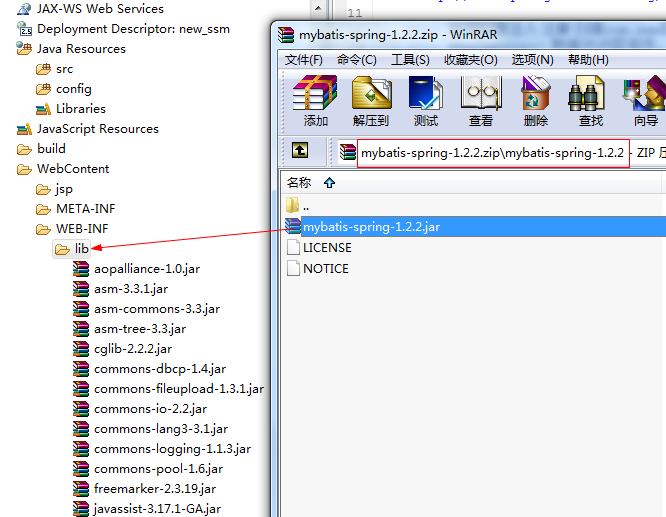 JAX-WS Web Services
Deployment Descriptor: new_ssm
Java Resources
src
config
Libraries
JavaScript Resources
build
WebContent
jsp
META-INF
WEB-INF
lib
aopalliance-1.0.jar
asm-3.3.1.jar
asm-commons-3.3.jar
asm-tree-3.3.jar
cglib-2.2.2.jar
commons-dbcp-1.4.jar
commons-fileupload-1.3.1.jar
commons-io-2.2.jar
commons-lang3-3.1.jar
commons-logging-1.1.3.jar
commons-pool-1.6.jar
freemarker-2.3.19.jar
javassist-3.17.1-GA.jar
11
mybatis-spring-1.2.2.zip - WinRAR
文件(F) 命令(C) 工具(S) 收藏夹(O) 选项(N) 帮助(H)
添加 解压到 测试 查看 删除 查找 向导
mybatis-spring-1.2.2.zip\mybatis-spring-1.2.2 - ZIP 压
名称
..
mybatis-spring-1.2.2.jar
LICENSE
NOTICE